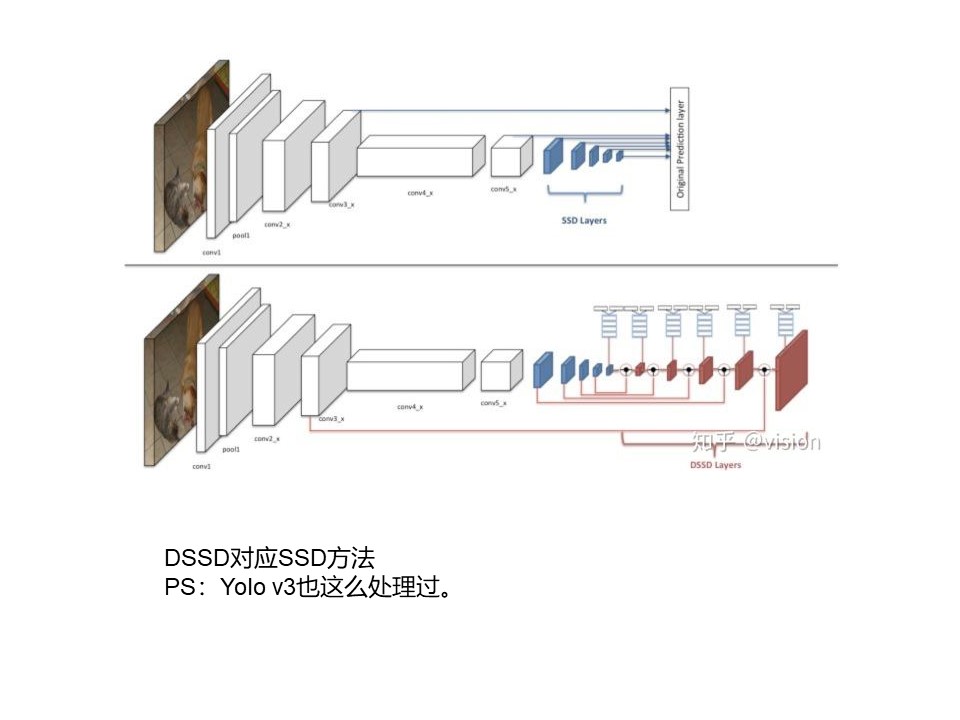 Original Prediction layer
conv4_x
conv5_x
conv3_x
SSD Layers
conv2_x
pool1
conv1
conv4_x
conv5_x
conv3_x
conv2_x
pool1
conv1
知乎 @vision
DSSD Layers
DSSD对应SSD方法
PS：Yolo v3也这么处理过。